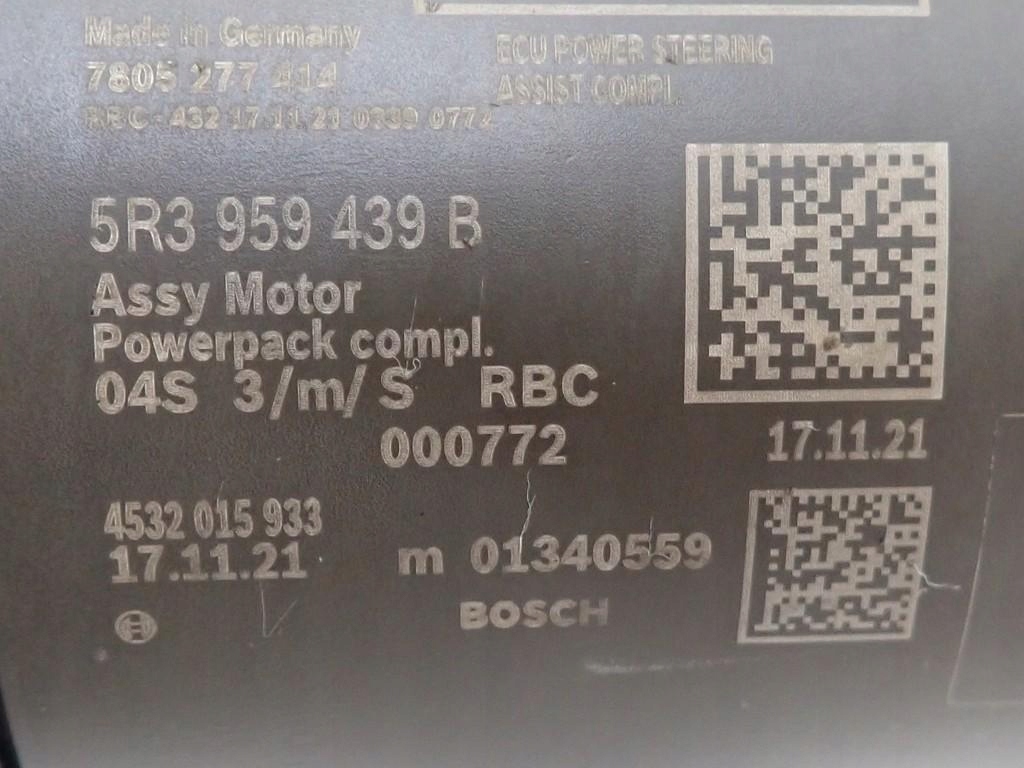 Made in Germany
ECU POWER STEERING
7805 277 414
ASSIST COMPL.
RBC-432 17.11.21 0339 0772
5R3 959 439 B
Assy Motor
Powerpack compl.
04S 3/m/S RBC
000772
17.11.21
4532 015 933
17.11.21
m 01340559
BOSCH